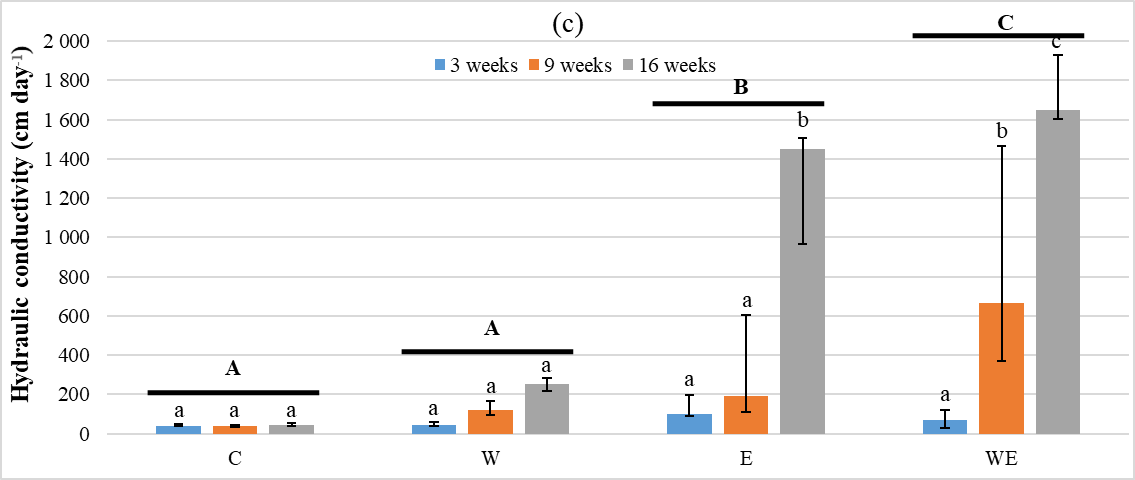 (c)
Hydraulic conductivity (cm day-1)
2 000
1 800
1 600
1 400
1 200
1 000
800
600
400
200
0
3 weeks 9 weeks 16 weeks
A
A
B
C
a a a
a a a
a a b
a b c
C W E WE